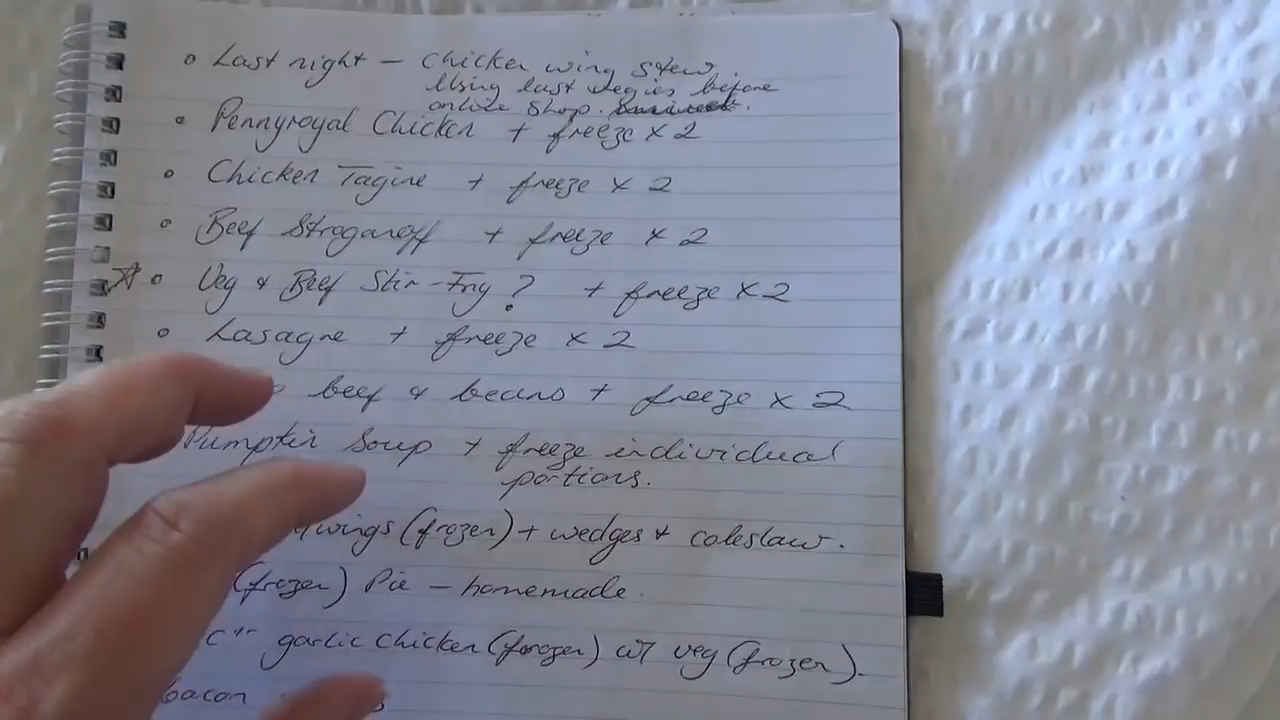 Last night - Chicken wing stew.
Using last vegies before
online shop.
Pennyroyal Chicken + freeze x 2
Chicken Tagine + freeze x 2
Beef Stroganoff + freeze x 2
Veg & Beef Stir-Fry? + freeze x 2
Lasagne + freeze x 2
beef & beans + freeze x 2
Pumpkin Soup + freeze individual
portions.
wings (frozen) + wedges & coleslaw.
(frozen) Pie - homemade.
garlic chicken (frozen) w/ veg (frozen).
bacon